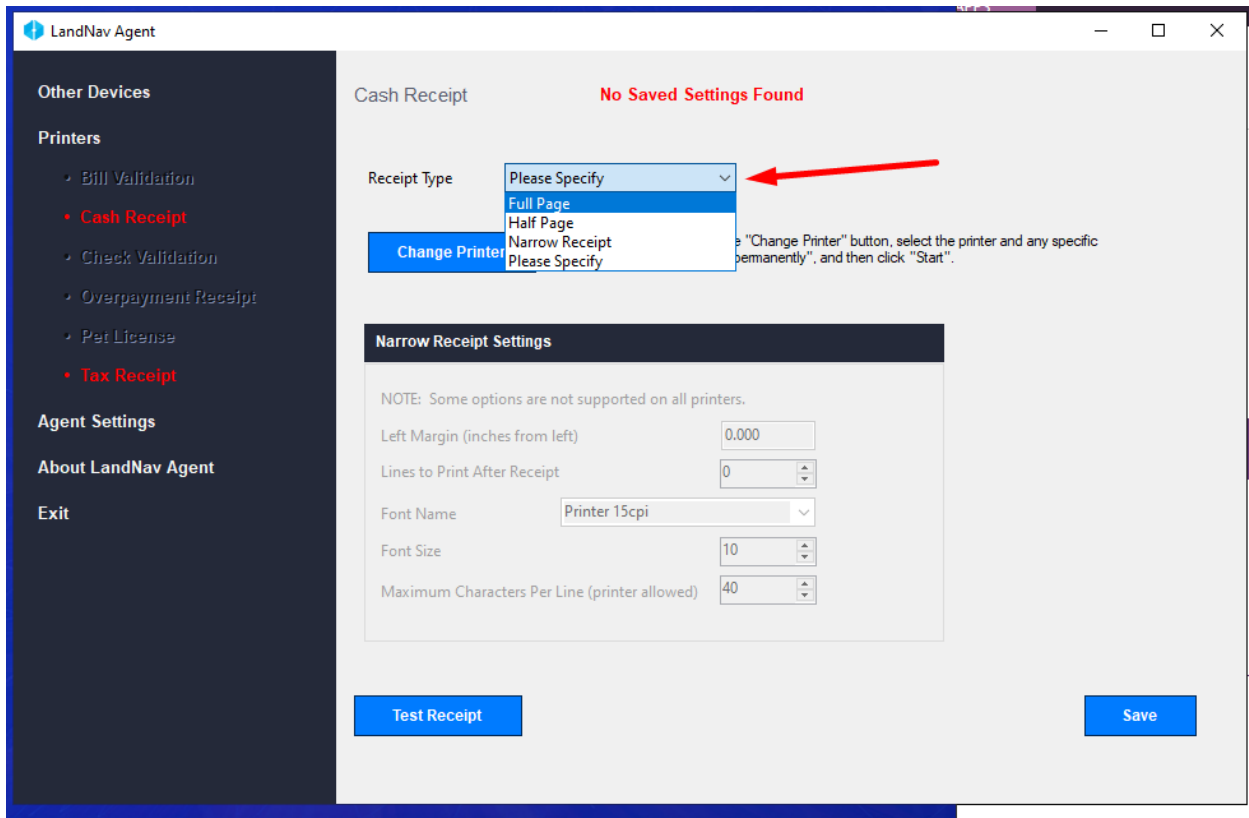 LandNav Agent
Other Devices
Printers
• Bill Validation
• Cash Receipt
• Check Validation
• Overpayment Receipt
• Pet License
• Tax Receipt
Agent Settings
About LandNav Agent
Exit
Cash Receipt
No Saved Settings Found
Receipt Type
Please Specify
Full Page
Half Page
Narrow Receipt
Please Specify
Change Printer
"Change Printer" button, select the printer and any specific
permanently", and then click "Start".
Narrow Receipt Settings
NOTE: Some options are not supported on all printers.
Left Margin (inches from left) 0.000
Lines to Print After Receipt 0
Font Name Printer 15cpi
Font Size 10
Maximum Characters Per Line (printer allowed) 40
Test Receipt
Save